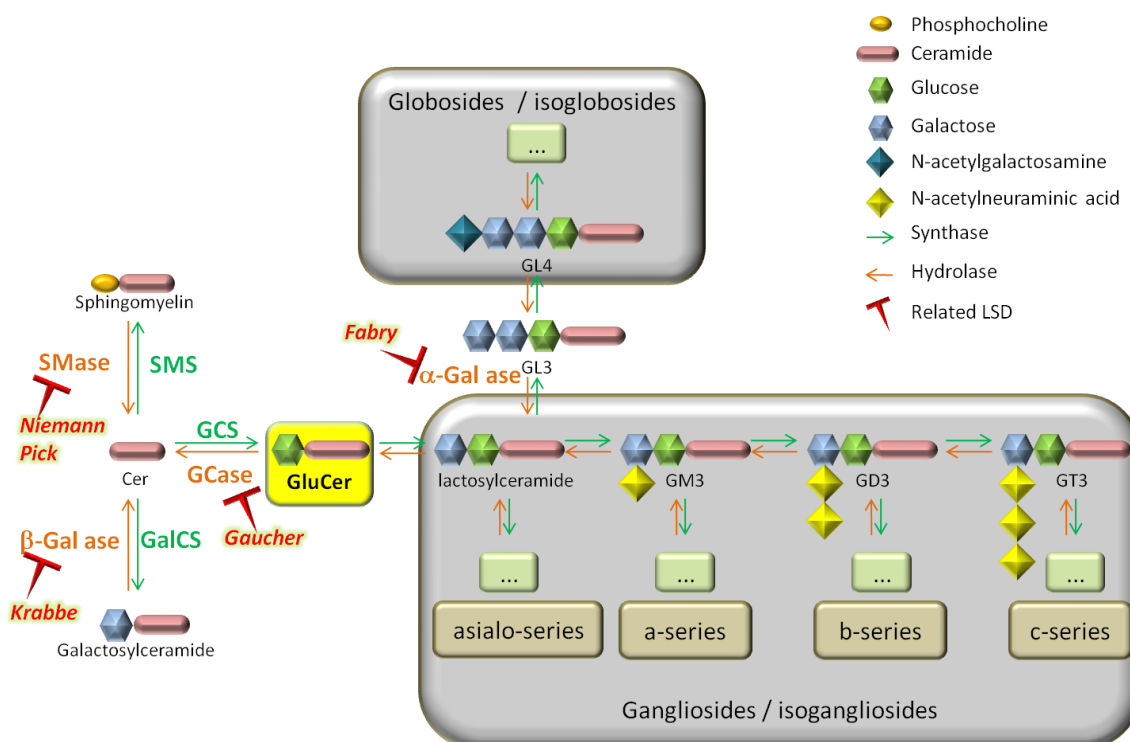 Phosphocholine
Ceramide
Glucose
Galactose
N-acetylgalactosamine
N-acetylneuraminic acid
Synthase
Hydrolase
Related LSD
Globosides / isoglobosides
...
GL4
Sphingomyelin
Fabry
α-Gal ase
GL3
SMase
SMS
Niemann
Pick
GCS
Cer
GCase
GluCer
lactosylceramide
GM3
GD3
GT3
β-Gal ase
GalCS
Gaucher
Krabbe
...
...
...
...
asialo-series
a-series
b-series
c-series
Galactosylceramide
Gangliosides / isogangliosides